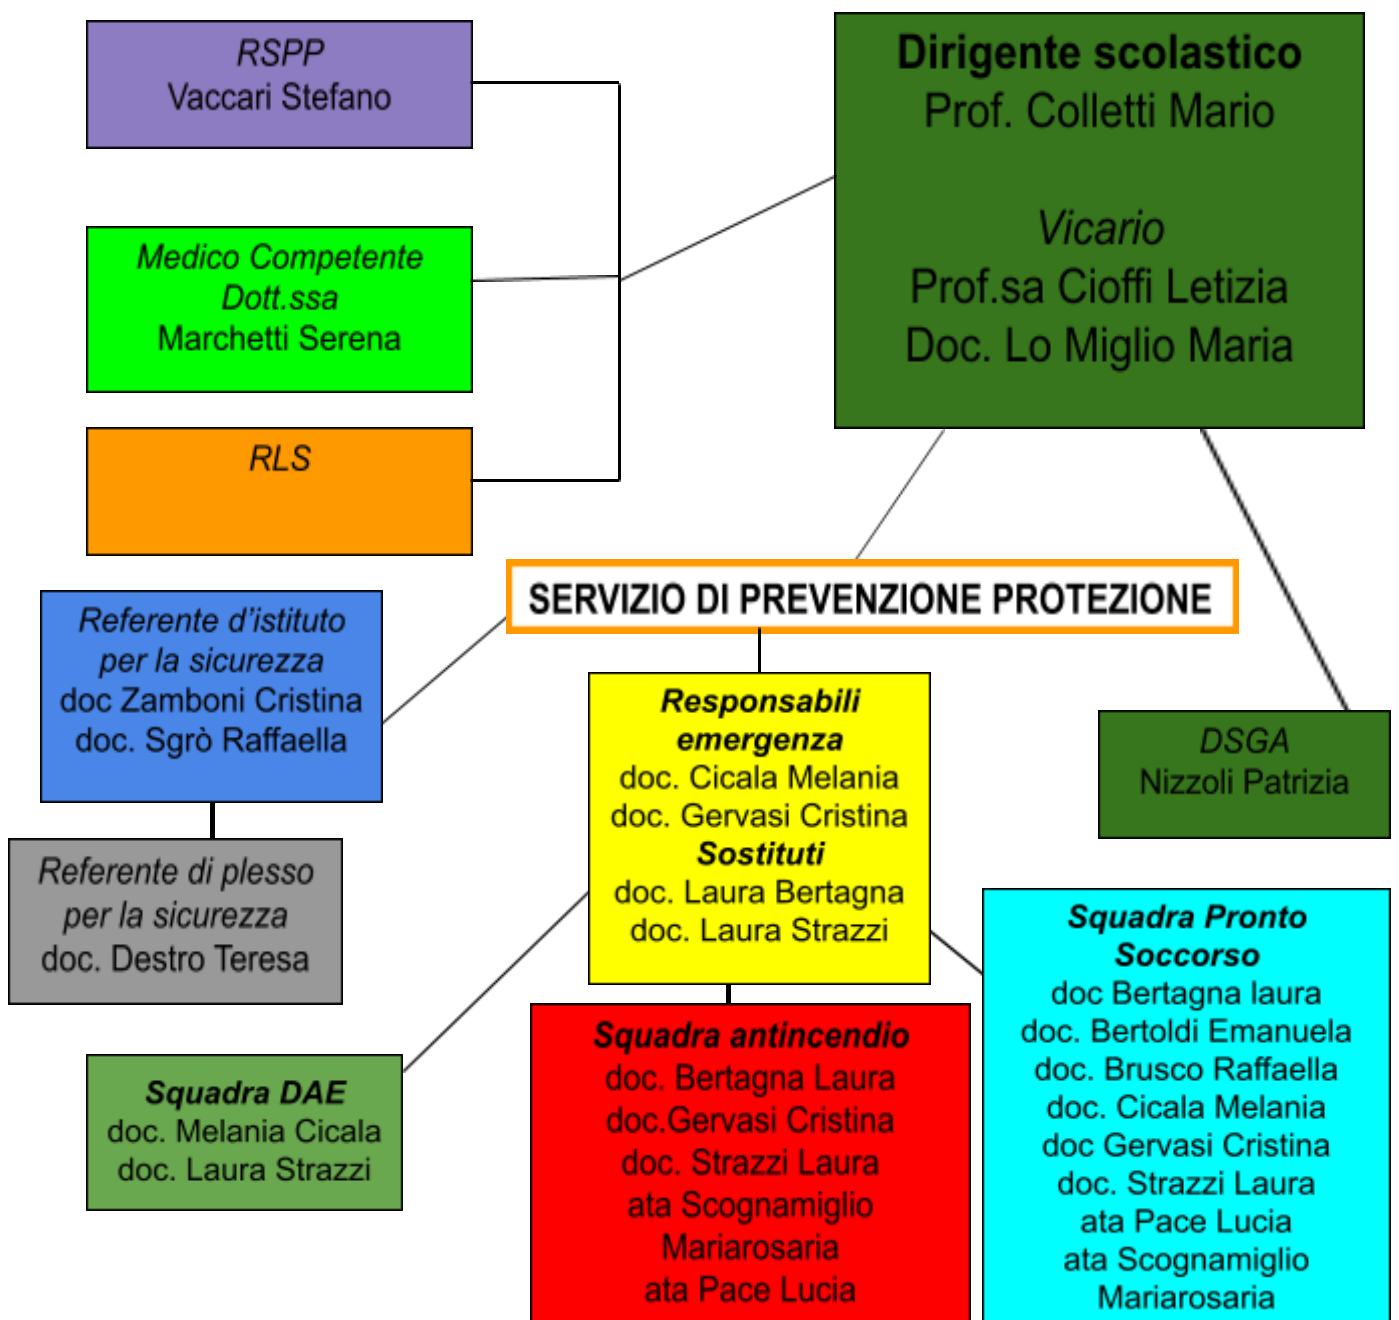 RSPP
Vaccari Stefano
Dirigente scolastico
Prof. Colletti Mario
Vicario
Prof.sa Cioffi Letizia
Doc. Lo Miglio Maria
Medico Competente
Dott.ssa
Marchetti Serena
RLS
SERVIZIO DI PREVENZIONE PROTEZIONE
Referente d'istituto
per la sicurezza
doc Zamboni Cristina
doc. Sgrò Raffaella
Referente di plesso
per la sicurezza
doc. Destro Teresa
Responsabili
emergenza
doc. Cicala Melania
doc. Gervasi Cristina
Sostituti
doc. Laura Bertagna
doc. Laura Strazzi
DSGA
Nizzoli Patrizia
Squadra DAE
doc. Melania Cicala
doc. Laura Strazzi
Squadra antincendio
doc. Bertagna Laura
doc.Gervasi Cristina
doc. Strazzi Laura
ata Scognamiglio
Mariarosaria
ata Pace Lucia
Squadra Pronto
Soccorso
doc Bertagna laura
doc. Bertoldi Emanuela
doc. Brusco Raffaella
doc. Cicala Melania
doc Gervasi Cristina
doc. Strazzi Laura
ata Pace Lucia
ata Scognamiglio
Mariarosaria